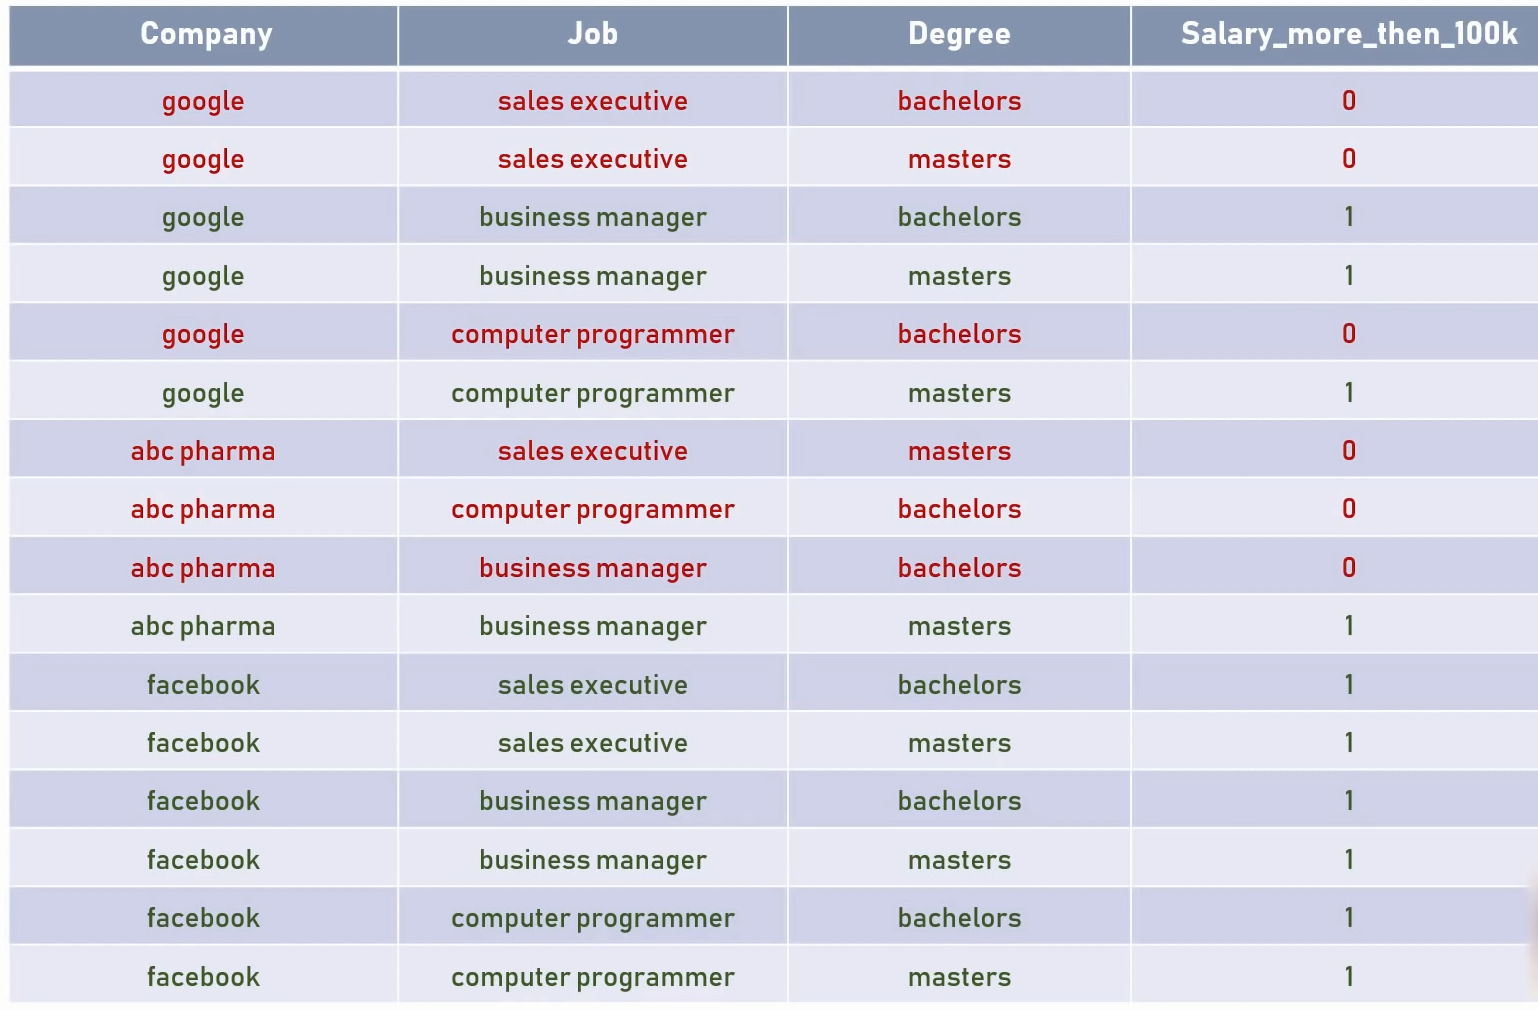 Company Job Degree Salary_more_then_100k
google sales executive bachelors 0
google sales executive masters 0
google business manager bachelors 1
google business manager masters 1
google computer programmer bachelors 0
google computer programmer masters 1
abc pharma sales executive masters 0
abc pharma computer programmer bachelors 0
abc pharma business manager bachelors 0
abc pharma business manager masters 1
facebook sales executive bachelors 1
facebook sales executive masters 1
facebook business manager bachelors 1
facebook business manager masters 1
facebook computer programmer bachelors 1
facebook computer programmer masters 1